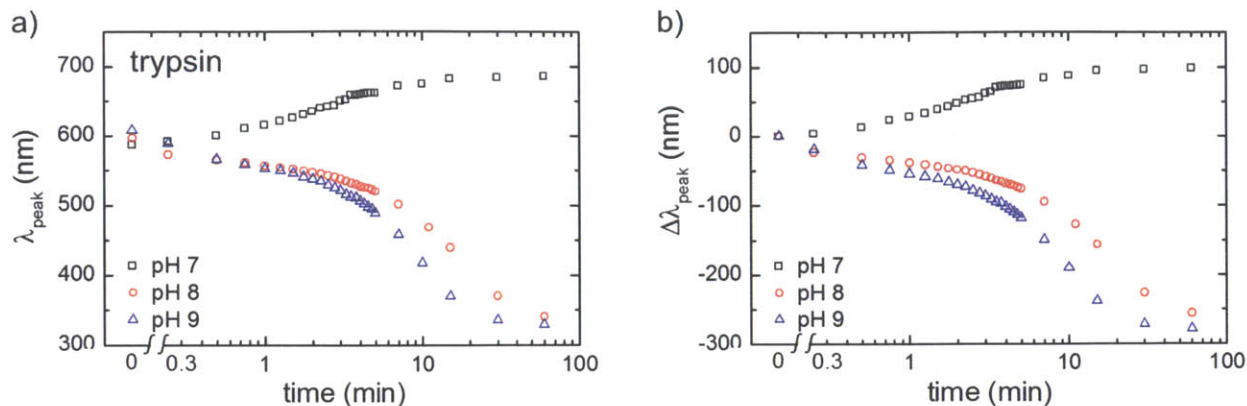 a)
trypsin
700
600
500
400
300
λpeak (nm)
pH 7
pH 8
pH 9
0 0.3 1 10 100
time (min)
b)
100
0
-100
-200
-300
Δλpeak (nm)
pH 7
pH 8
pH 9
0 0.3 1 10 100
time (min)